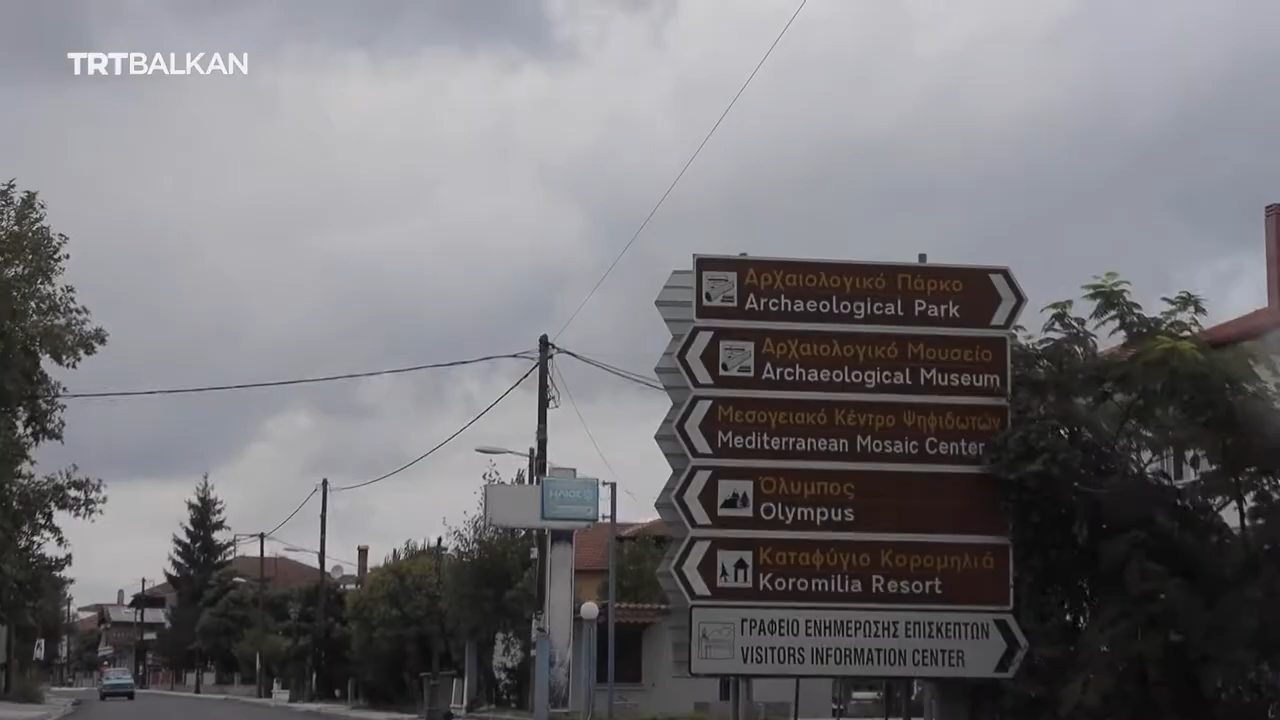 TRTBALKAN
Αρχαιολογικό Πάρκο
Archaeological Park
Αρχαιολογικό Μουσείο
Archaeological Museum
Μεσογειακό Κέντρο Ψηφιδωτών
Mediterranean Mosaic Center
Όλυμπος
Olympus
Καταφύγιο Κορομηλιά
Koromilia Resort
ΓΡΑΦΕΙΟ ΕΝΗΜΕΡΩΣΗΣ ΕΠΙΣΚΕΠΤΩΝ
VISITORS INFORMATION CENTER